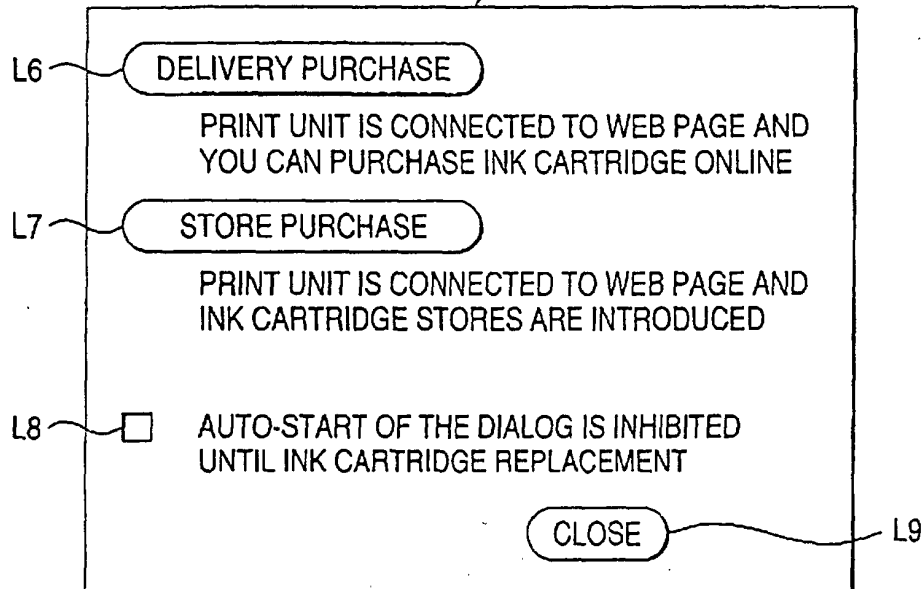 L6 DELIVERY PURCHASE
PRINT UNIT IS CONNECTED TO WEB PAGE AND
YOU CAN PURCHASE INK CARTRIDGE ONLINE
L7 STORE PURCHASE
PRINT UNIT IS CONNECTED TO WEB PAGE AND
INK CARTRIDGE STORES ARE INTRODUCED
L8 AUTO-START OF THE DIALOG IS INHIBITED
UNTIL INK CARTRIDGE REPLACEMENT
CLOSE L9